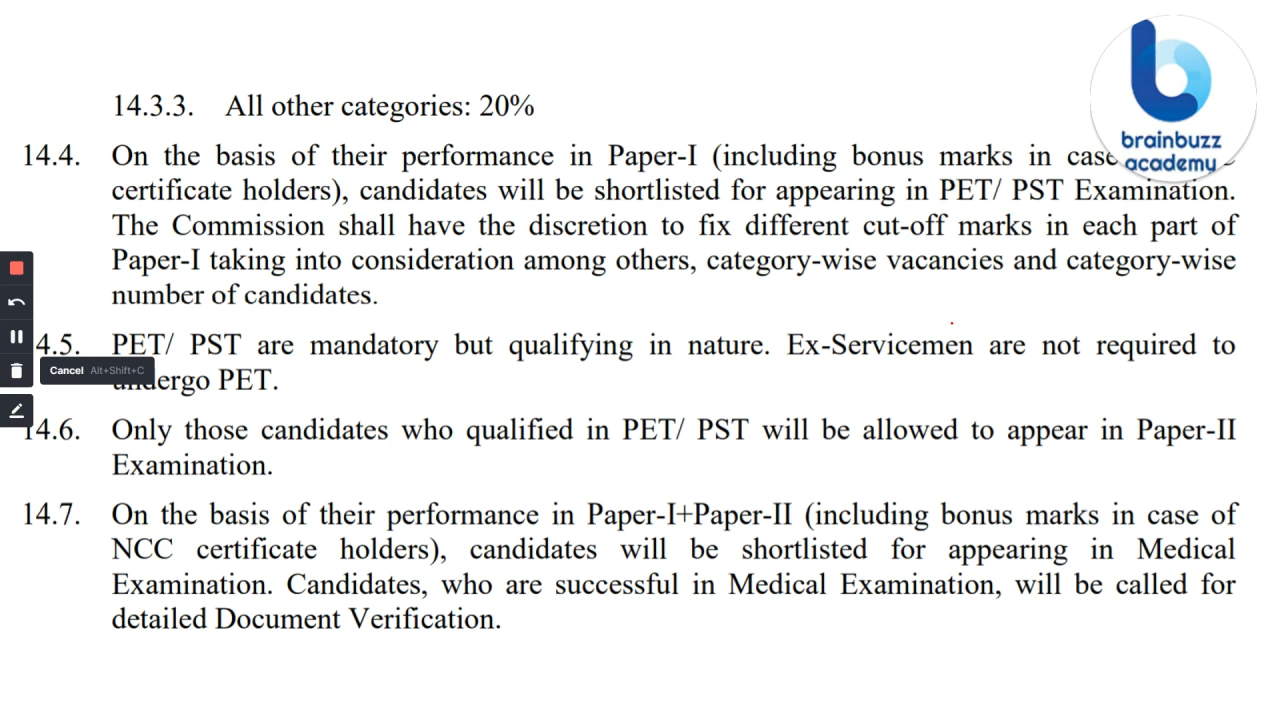 14.3.3. All other categories: 20%
14.4. On the basis of their performance in Paper-I (including bonus marks in case
certificate holders), candidates will be shortlisted for appearing in PET/ PST Examination.
The Commission shall have the discretion to fix different cut-off marks in each part of
Paper-I taking into consideration among others, category-wise vacancies and category-wise
number of candidates.
4.5. PET/ PST are mandatory but qualifying in nature. Ex-Servicemen are not required to
undergo PET.
14.6. Only those candidates who qualified in PET/ PST will be allowed to appear in Paper-II
Examination.
14.7. On the basis of their performance in Paper-I+Paper-II (including bonus marks in case of
NCC certificate holders), candidates will be shortlisted for appearing in Medical
Examination. Candidates, who are successful in Medical Examination, will be called for
detailed Document Verification.
brainbuzz
academy
Cancel Alt+Shift+C